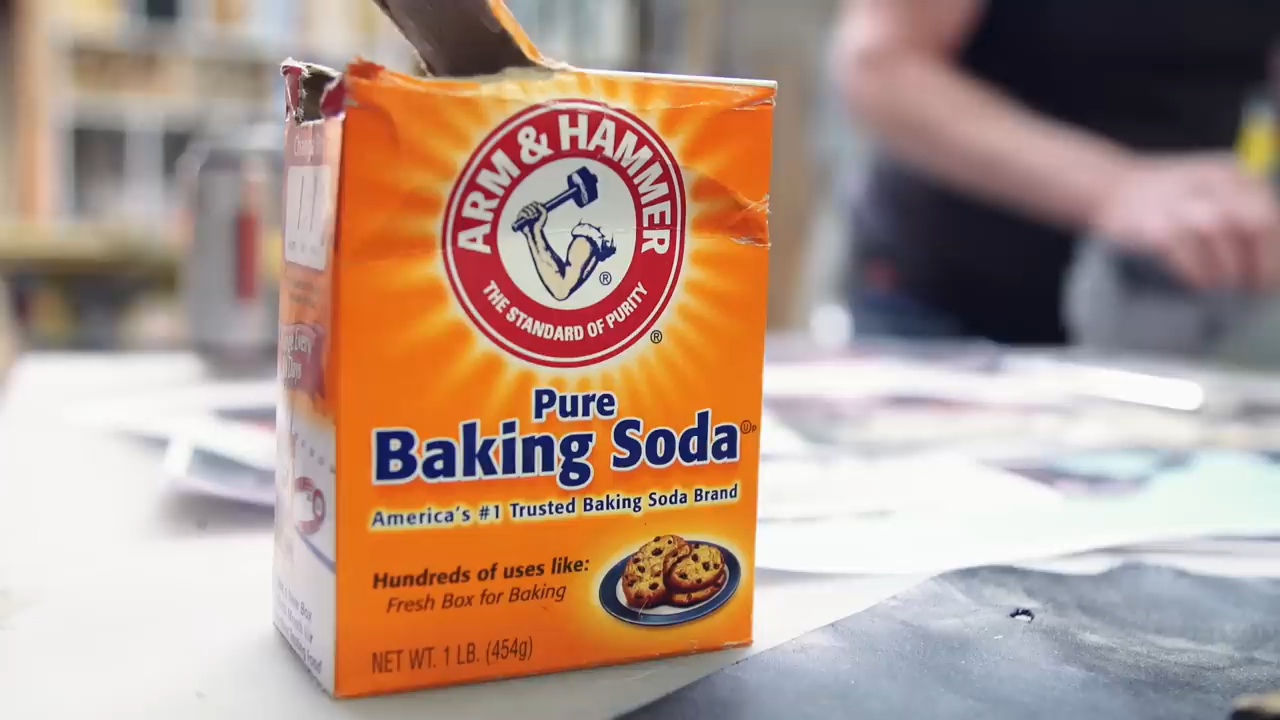 ARM & HAMMER
®
THE STANDARD OF PURITY
®
Pure
Baking Soda
America's #1 Trusted Baking Soda Brand
Hundreds of uses like:
Fresh Box for Baking
NET WT. 1 LB. (454g)